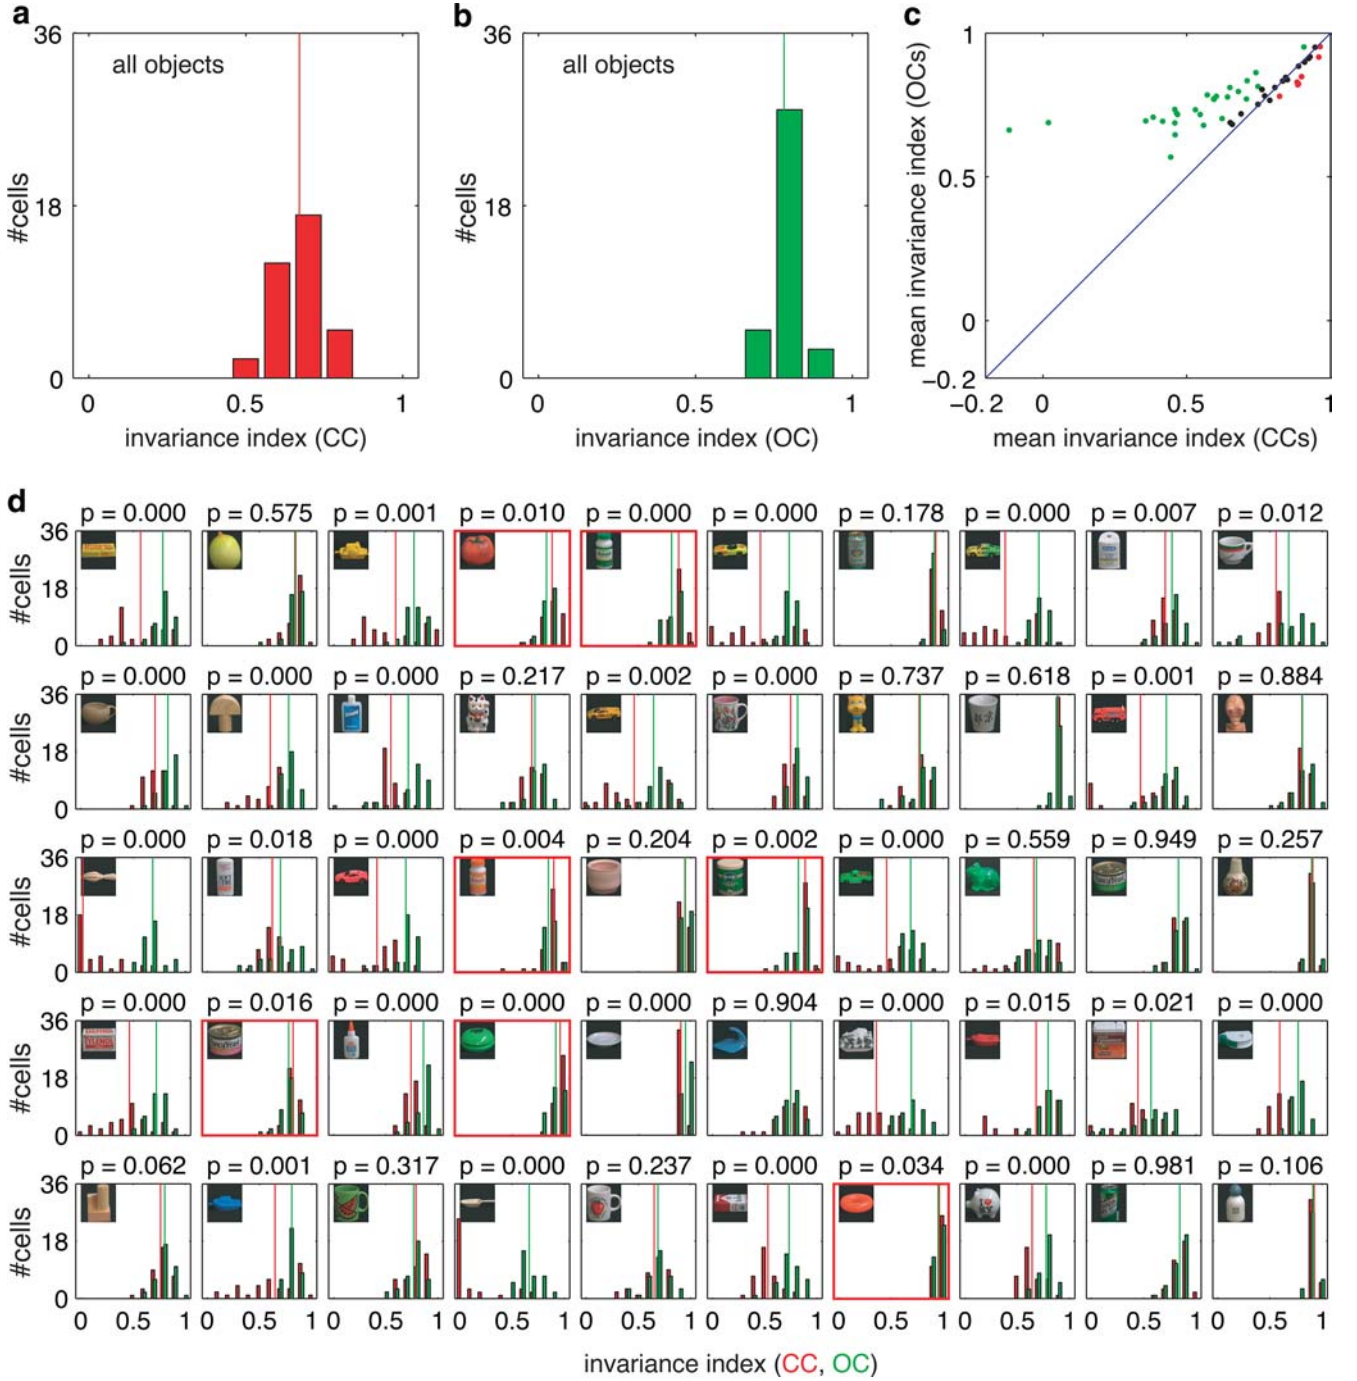 a
36
18
0
#cells
all objects
0 0.5 1
invariance index (CC)
b
36
18
0
#cells
all objects
0 0.5 1
invariance index (OC)
c
1
0.5
0
−0.2
mean invariance index (OCs)
−0.2 0 0.5 1
mean invariance index (CCs)
d
p = 0.000 p = 0.575 p = 0.001 p = 0.010 p = 0.000 p = 0.000 p = 0.178 p = 0.000 p = 0.007 p = 0.012
36
18
0
#cells
p = 0.000 p = 0.000 p = 0.000 p = 0.217 p = 0.002 p = 0.000 p = 0.737 p = 0.618 p = 0.001 p = 0.884
36
18
0
#cells
p = 0.000 p = 0.018 p = 0.000 p = 0.004 p = 0.204 p = 0.002 p = 0.000 p = 0.559 p = 0.949 p = 0.257
36
18
0
#cells
p = 0.000 p = 0.016 p = 0.000 p = 0.000 p = 0.000 p = 0.904 p = 0.000 p = 0.015 p = 0.021 p = 0.000
36
18
0
#cells
p = 0.062 p = 0.001 p = 0.317 p = 0.000 p = 0.237 p = 0.000 p = 0.034 p = 0.000 p = 0.981 p = 0.106
36
18
0
#cells
0 0.5 1 0 0.5 1 0 0.5 1 0 0.5 1 0 0.5 1 0 0.5 1 0 0.5 1 0 0.5 1 0 0.5 1 0 0.5 1
invariance index (CC, OC)